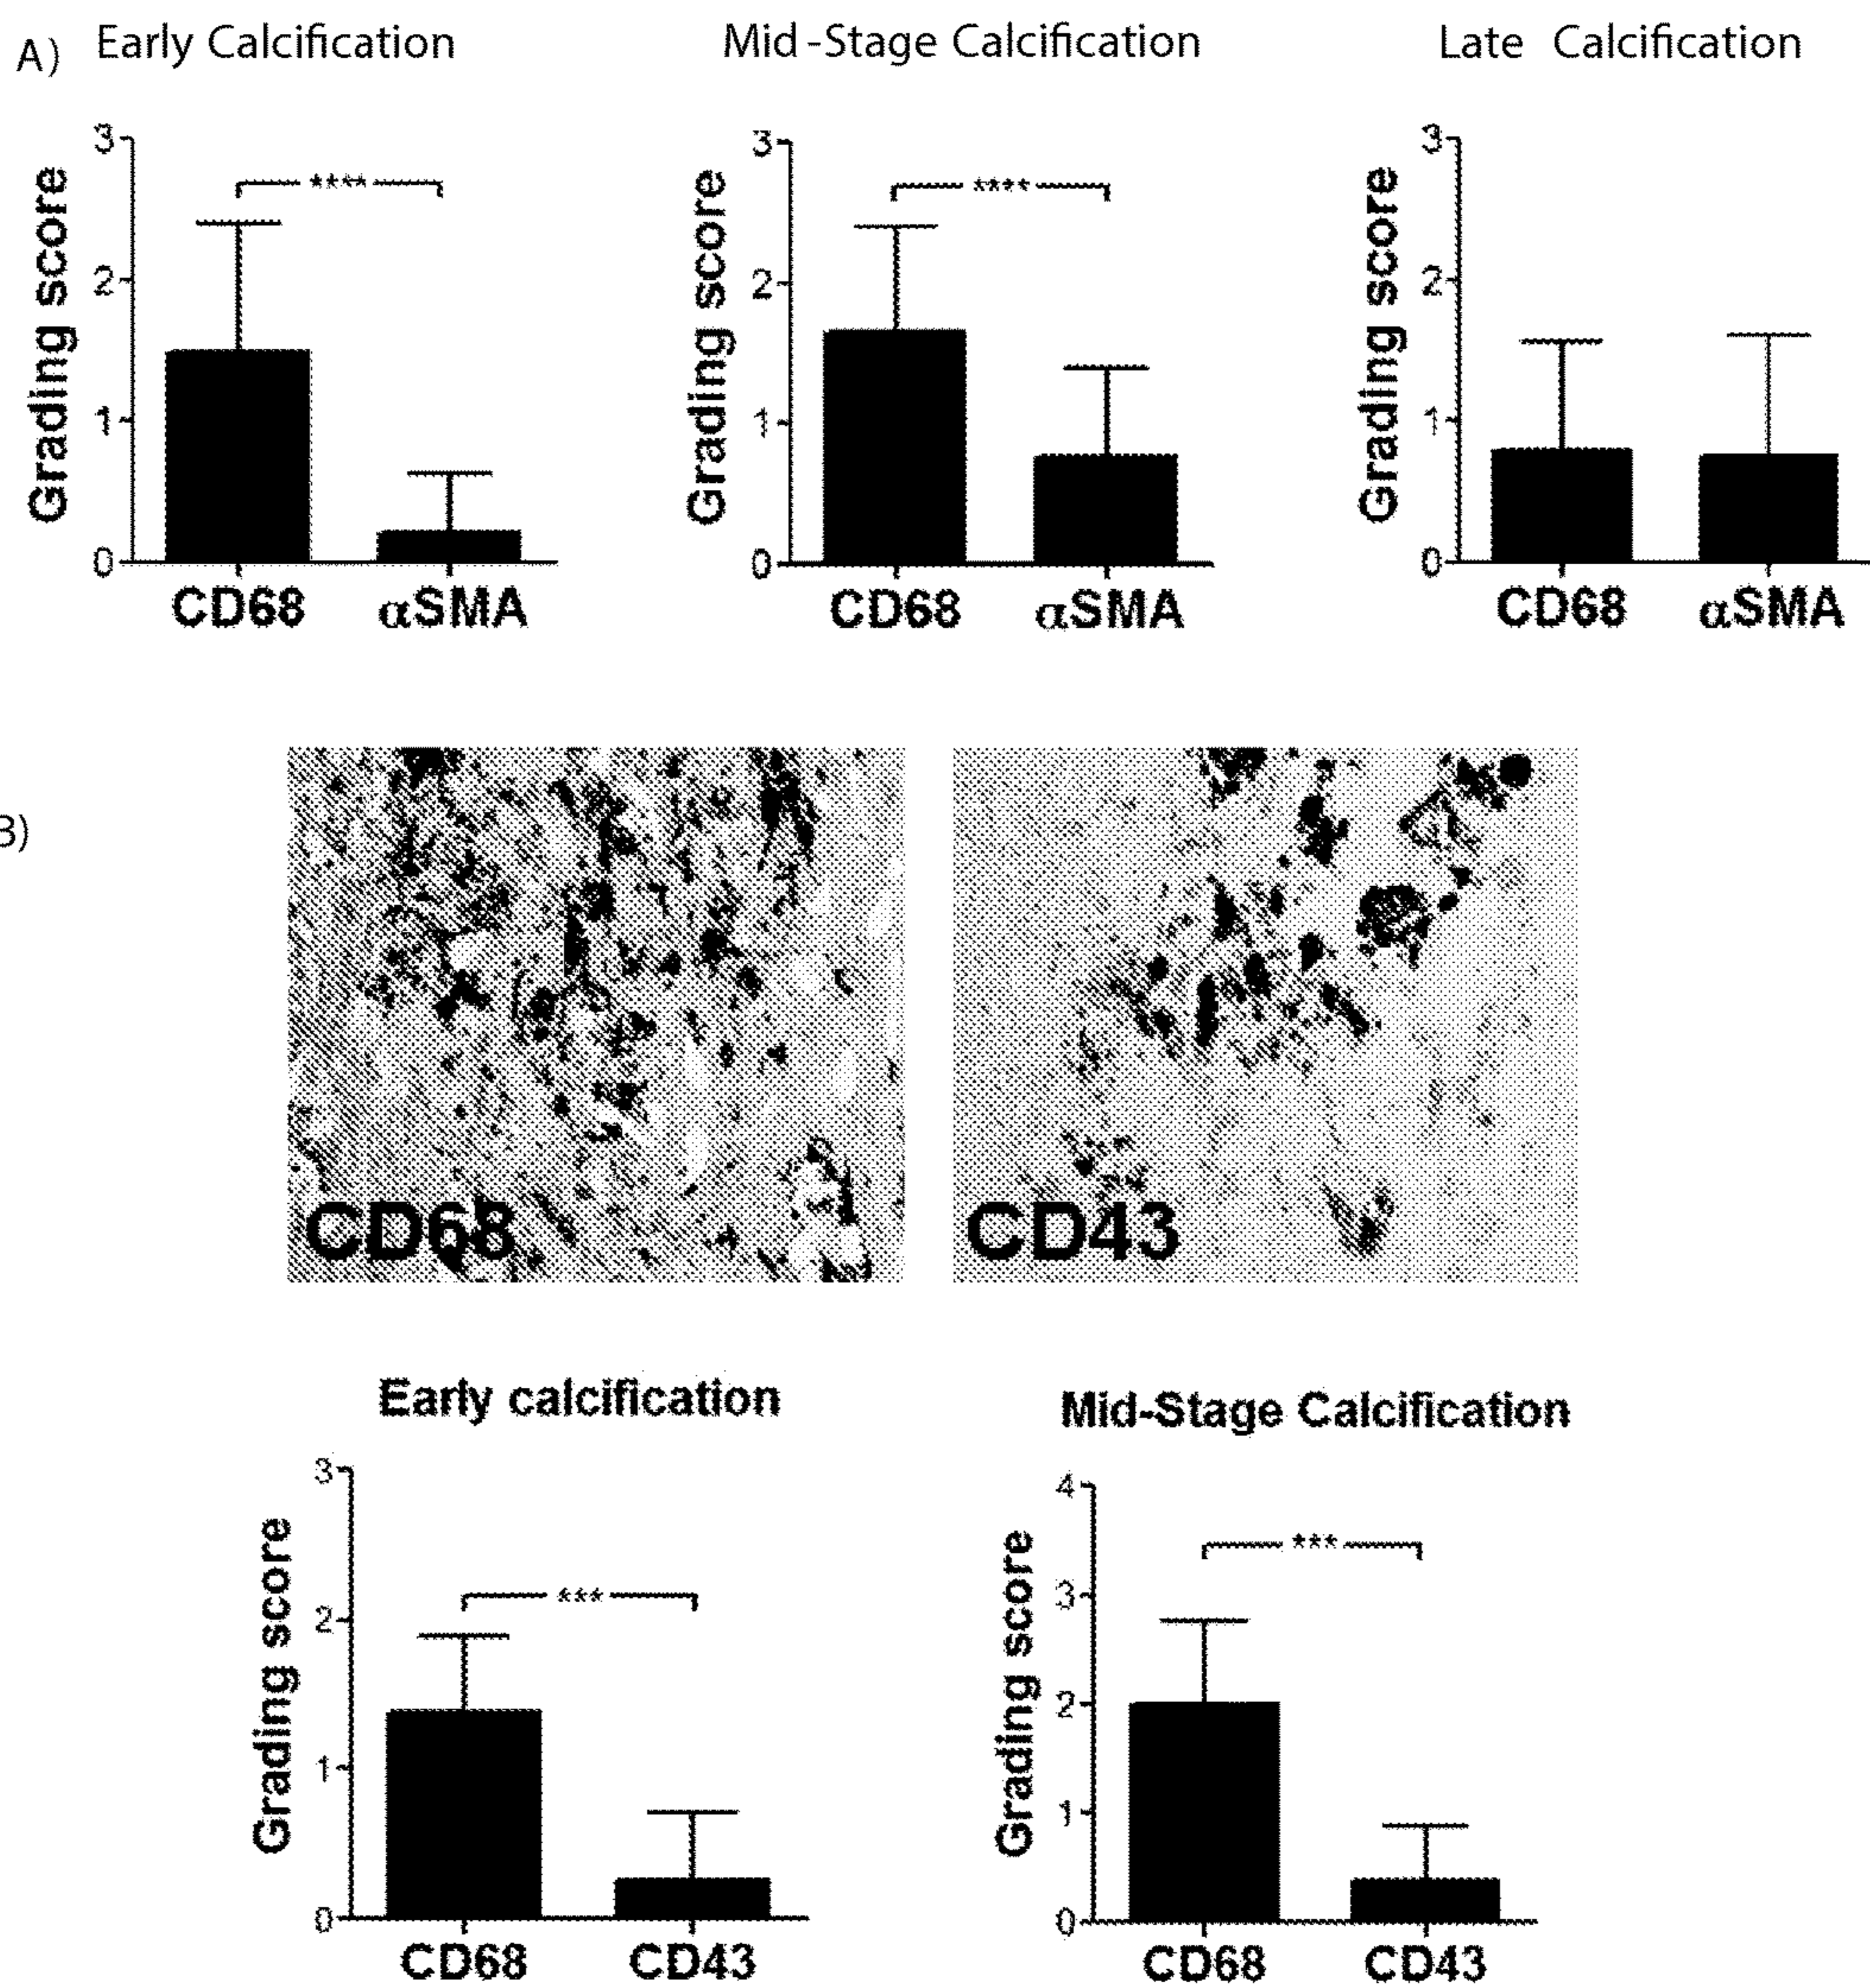 A) Early Calcification Mid-Stage Calcification Late Calcification
3 **** 3 **** 3
2 2 2
1 1 1
0 0 0
Grading score Grading score Grading score
CD68 αSMA CD68 αSMA CD68 αSMA
B)
CD68 CD43
Early calcification Mid-Stage Calcification
3 4
*** ***
2 3
1 2
0 1
0
Grading score Grading score
CD68 CD43 CD68 CD43